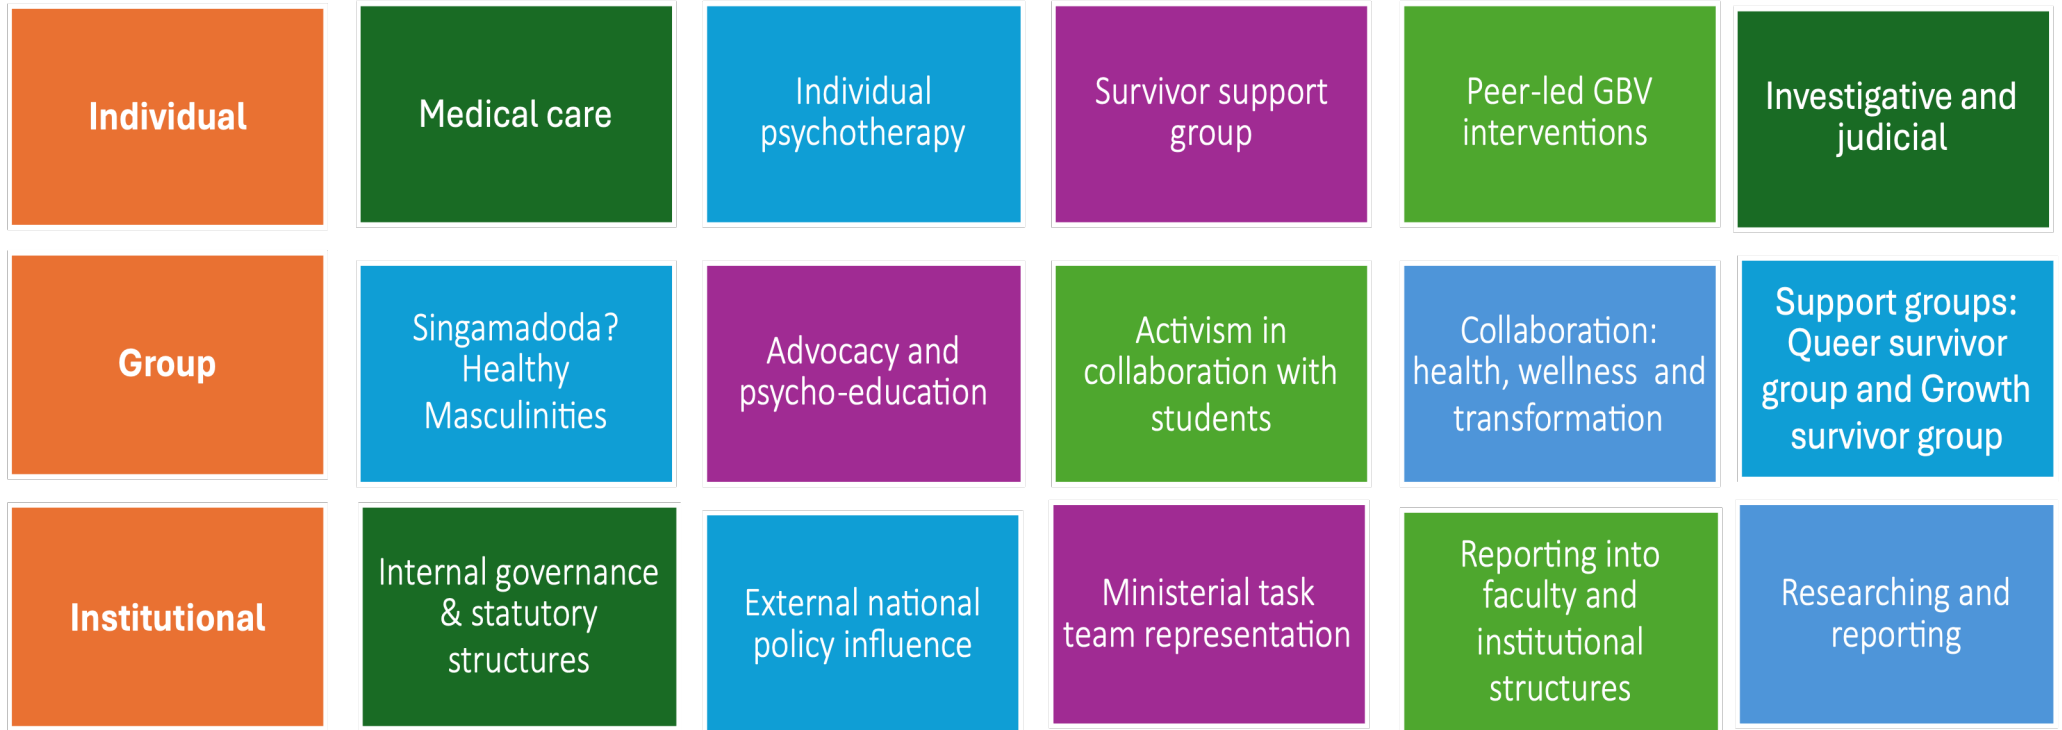 Individual
Medical care
Individual
psychotherapy
Survivor support
group
Peer-led GBV
interventions
Investigative and
judicial
Group
Singamadoda?
Healthy
Masculinities
Advocacy and
psycho-education
Activism in
collaboration with
students
Collaboration:
health, wellness and
transformation
Support groups:
Queer survivor
group and Growth
survivor group
Institutional
Internal governance
& statutory
structures
External national
policy influence
Ministerial task
team representation
Reporting into
faculty and
institutional
structures
Researching and
reporting